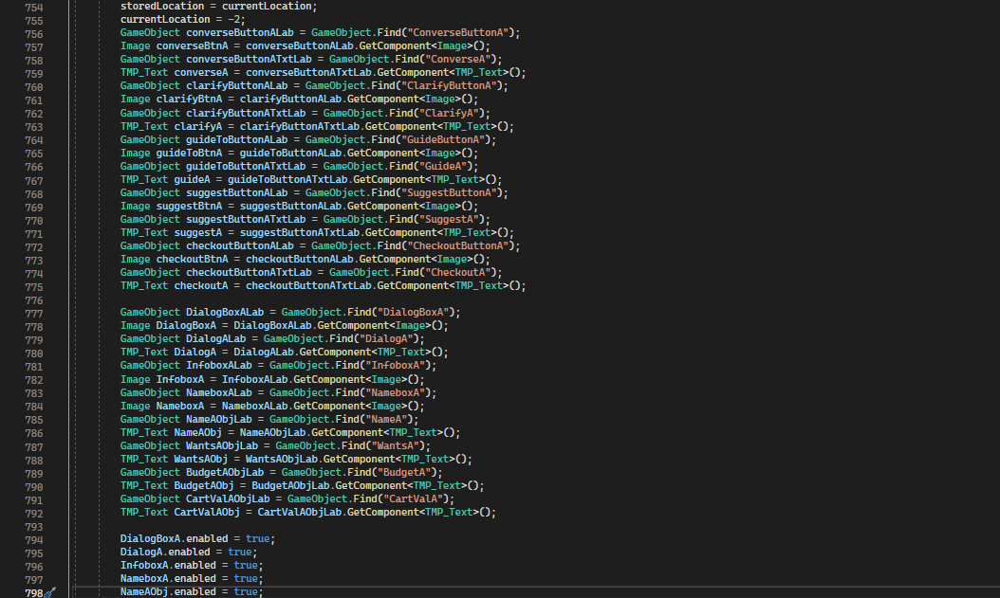 754 storedLocation = currentLocation;
755 currentLocation = -2;
756 GameObject converseButtonALab = GameObject.Find("ConverseButtonA");
757 Image converseBtnA = converseButtonALab.GetComponent<Image>();
758 GameObject converseButtonATxtLab = GameObject.Find("ConverseA");
759 TMP_Text converseA = converseButtonATxtLab.GetComponent<TMP_Text>();
760 GameObject clarifyButtonALab = GameObject.Find("ClarifyButtonA");
761 Image clarifyBtnA = clarifyButtonALab.GetComponent<Image>();
762 GameObject clarifyButtonATxtLab = GameObject.Find("ClarifyA");
763 TMP_Text clarifyA = clarifyButtonATxtLab.GetComponent<TMP_Text>();
764 GameObject guideToButtonALab = GameObject.Find("GuideButtonA");
765 Image guideToBtnA = guideToButtonALab.GetComponent<Image>();
766 GameObject guideToButtonATxtLab = GameObject.Find("GuideA");
767 TMP_Text guideA = guideToButtonATxtLab.GetComponent<TMP_Text>();
768 GameObject suggestButtonALab = GameObject.Find("SuggestButtonA");
769 Image suggestBtnA = suggestButtonALab.GetComponent<Image>();
770 GameObject suggestButtonATxtLab = GameObject.Find("SuggestA");
771 TMP_Text suggestA = suggestButtonATxtLab.GetComponent<TMP_Text>();
772 GameObject checkoutButtonALab = GameObject.Find("CheckoutButtonA");
773 Image checkoutBtnA = checkoutButtonALab.GetComponent<Image>();
774 GameObject checkoutButtonATxtLab = GameObject.Find("CheckoutA");
775 TMP_Text checkoutA = checkoutButtonATxtLab.GetComponent<TMP_Text>();
776
777 GameObject DialogBoxALab = GameObject.Find("DialogBoxA");
778 Image DialogBoxA = DialogBoxALab.GetComponent<Image>();
779 GameObject DialogALab = GameObject.Find("DialogA");
780 TMP_Text DialogA = DialogALab.GetComponent<TMP_Text>();
781 GameObject InfoboxALab = GameObject.Find("InfoboxA");
782 Image InfoboxA = InfoboxALab.GetComponent<Image>();
783 GameObject NameboxALab = GameObject.Find("NameboxA");
784 Image NameboxA = NameboxALab.GetComponent<Image>();
785 GameObject NameAObjLab = GameObject.Find("NameA");
786 TMP_Text NameAObj = NameAObjLab.GetComponent<TMP_Text>();
787 GameObject WantsAObjLab = GameObject.Find("WantsA");
788 TMP_Text WantsAObj = WantsAObjLab.GetComponent<TMP_Text>();
789 GameObject BudgetAObjLab = GameObject.Find("BudgetA");
790 TMP_Text BudgetAObj = BudgetAObjLab.GetComponent<TMP_Text>();
791 GameObject CartValAObjLab = GameObject.Find("CartValA");
792 TMP_Text CartValAObj = CartValAObjLab.GetComponent<TMP_Text>();
793
794 DialogBoxA.enabled = true;
795 DialogA.enabled = true;
796 InfoboxA.enabled = true;
797 NameboxA.enabled = true;
798 NameAObj.enabled = true;